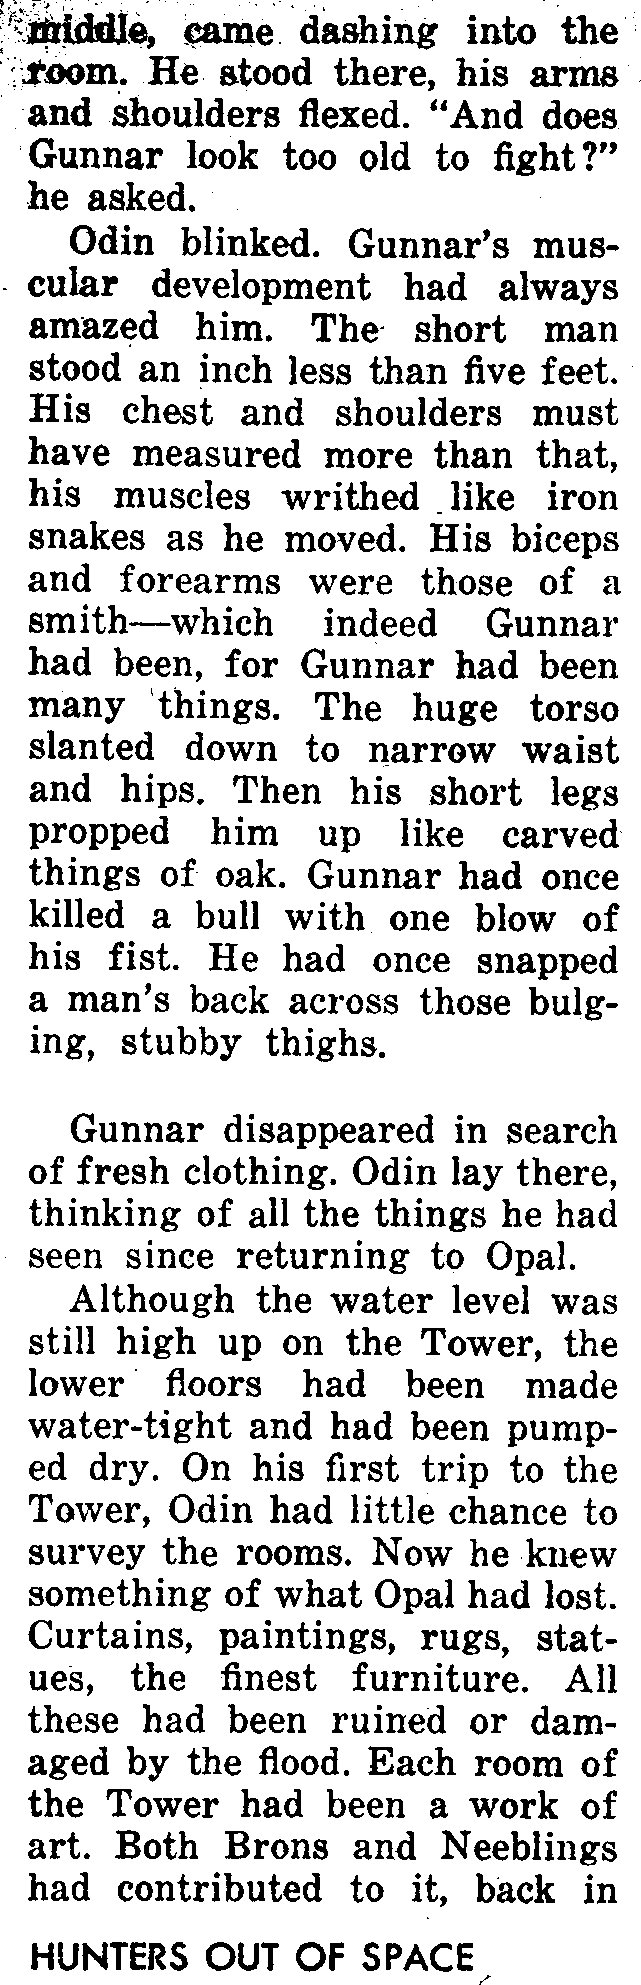 middle, came dashing into the
room. He stood there, his arms
and shoulders flexed. “And does
Gunnar look too old to fight?”
he asked.
Odin blinked. Gunnar’s mus-
cular development had always
amazed him. The short man
stood an inch less than five feet.
His chest and shoulders must
have measured more than that,
his muscles writhed like iron
snakes as he moved. His biceps
and forearms were those of a
smith—which indeed Gunnar
had been, for Gunnar had been
many things. The huge torso
slanted down to narrow waist
and hips. Then his short legs
propped him up like carved
things of oak. Gunnar had once
killed a bull with one blow of
his fist. He had once snapped
a man’s back across those bulg-
ing, stubby thighs.
Gunnar disappeared in search
of fresh clothing. Odin lay there,
thinking of all the things he had
seen since returning to Opal.
Although the water level was
still high up on the Tower, the
lower floors had been made
water-tight and had been pump-
ed dry. On his first trip to the
Tower, Odin had little chance to
survey the rooms. Now he knew
something of what Opal had lost.
Curtains, paintings, rugs, stat-
ues, the finest furniture. All
these had been ruined or dam-
aged by the flood. Each room of
the Tower had been a work of
art. Both Brons and Neeblings
had contributed to it, back in
HUNTERS OUT OF SPACE